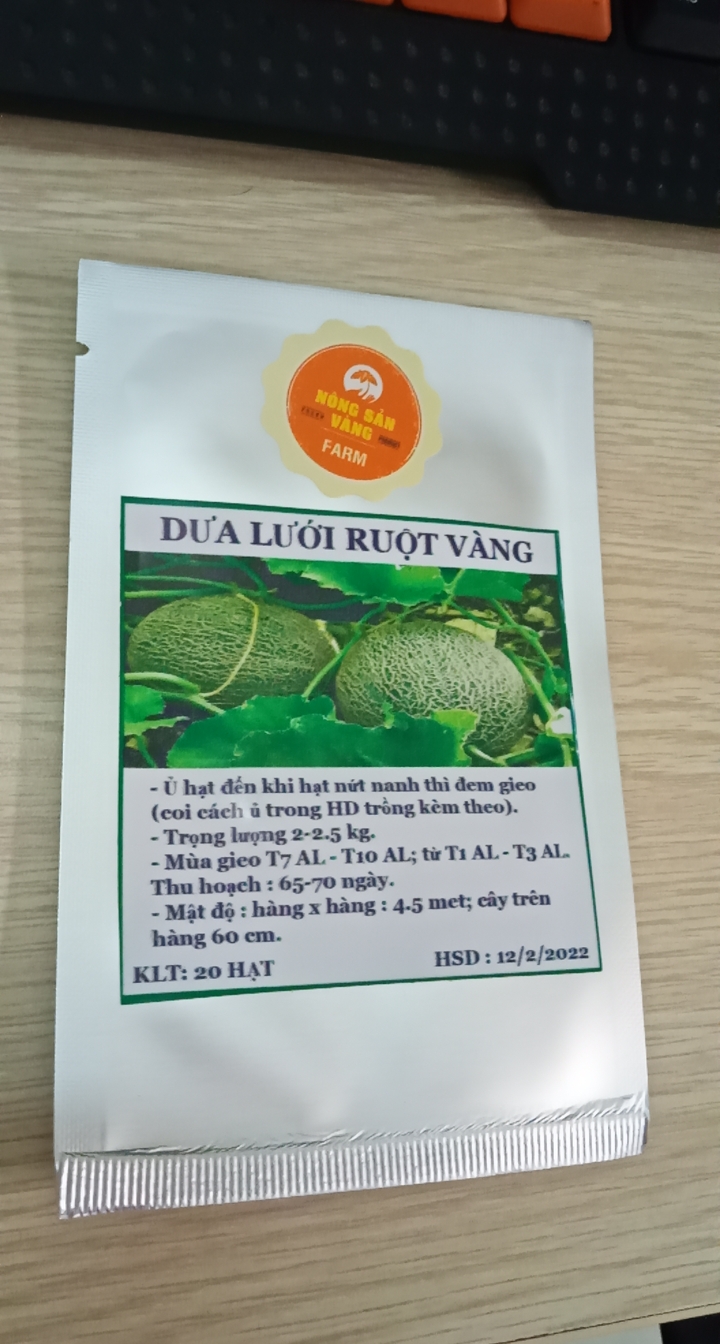 NÔNG SẢN
VÀNG
FARM
DƯA LƯỚI RUỘT VÀNG
- Ủ hạt đến khi hạt nứt nanh thì đem gieo
(coi cách ủ trong HD trồng kèm theo).
- Trọng lượng 2-2.5 kg.
- Mùa gieo T7 AL - T10 AL; từ T1 AL - T3 AL.
Thu hoạch : 65-70 ngày.
- Mật độ : hàng x hàng : 4.5 met; cây trên
hàng 60 cm.
KLT: 20 HẠT HSD : 12/2/2022